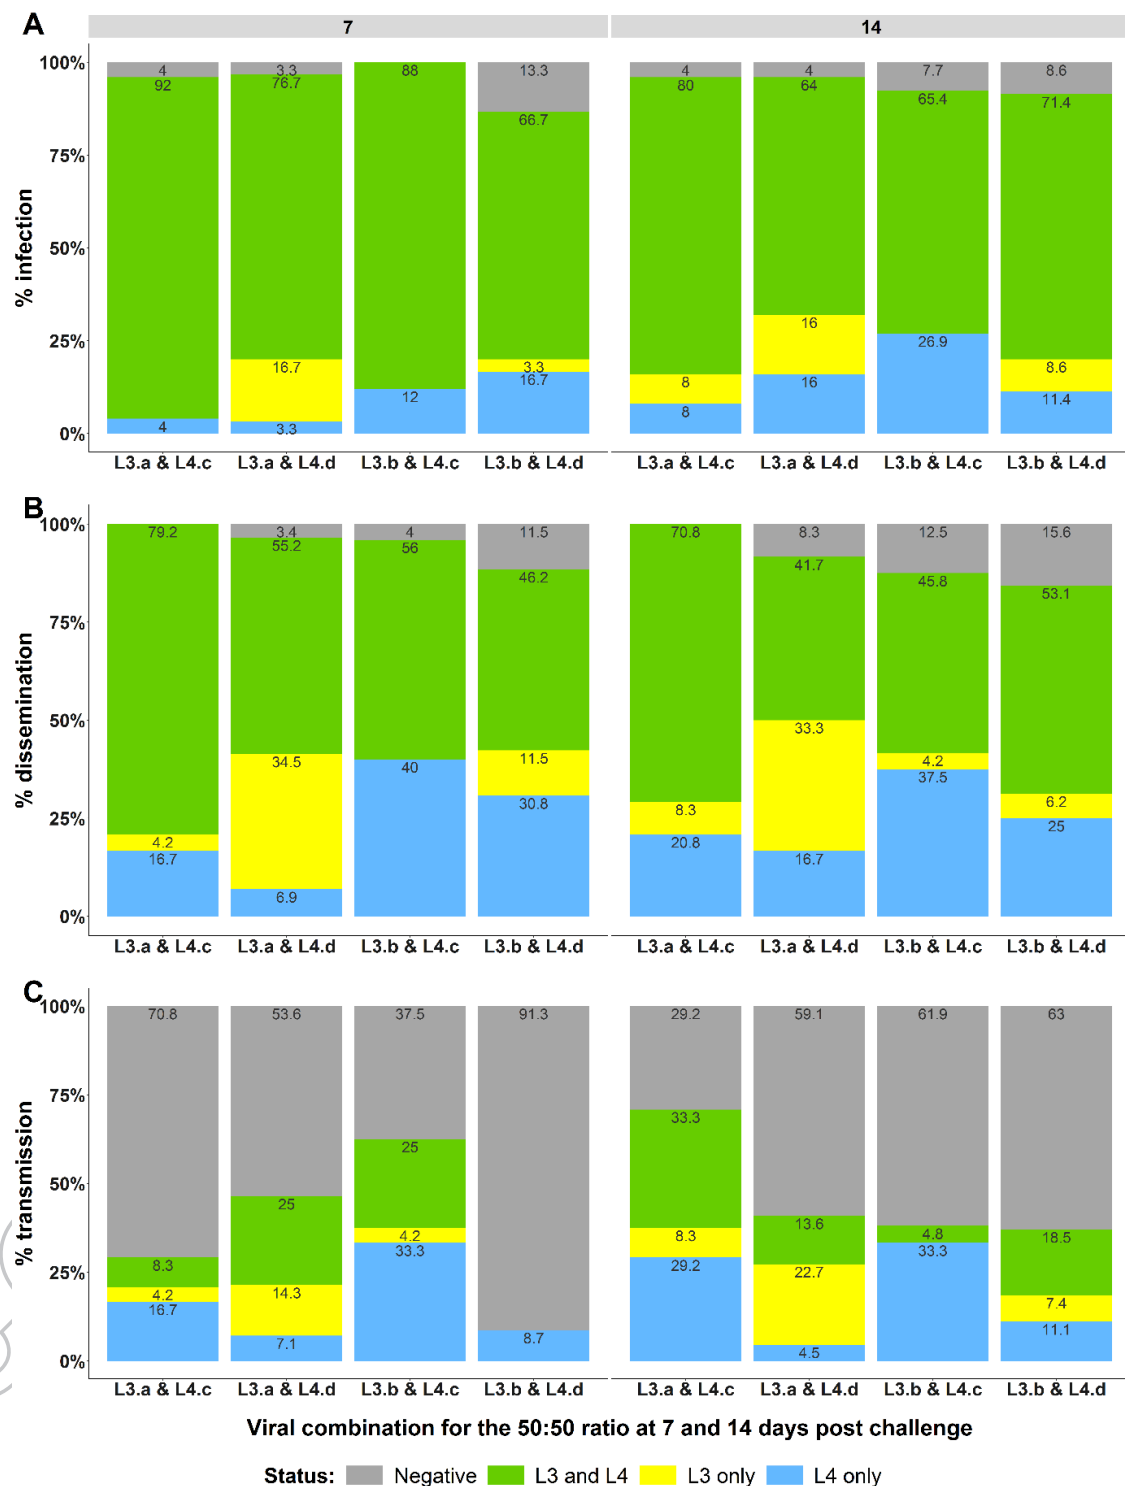 A
7 14
100%
75%
50%
25%
0%
% infection
4 3.3 88 13.3 4 4 7.7 8.6
92 76.7 66.7 80 64 65.4 71.4
16.7 3.3 16 26.9
4 3.3 12 16.7 8 16 8.6
8 11.4
L3.a & L4.c L3.a & L4.d L3.b & L4.c L3.b & L4.d L3.a & L4.c L3.a & L4.d L3.b & L4.c L3.b & L4.d
B
100%
75%
50%
25%
0%
% dissemination
79.2 3.4 4 11.5 70.8 8.3 12.5 15.6
55.2 56 46.2 41.7 45.8 53.1
4.2 34.5 40 11.5 8.3 33.3 4.2 6.2
16.7 6.9 30.8 20.8 16.7 37.5 25
L3.a & L4.c L3.a & L4.d L3.b & L4.c L3.b & L4.d L3.a & L4.c L3.a & L4.d L3.b & L4.c L3.b & L4.d
C
100%
75%
50%
25%
0%
% transmission
70.8 53.6 37.5 91.3 29.2 59.1 61.9 63
8.3 25 25 33.3 13.6 4.8 18.5
4.2 14.3 4.2 8.3 22.7 33.3 7.4
16.7 7.1 33.3 8.7 29.2 4.5 11.1
L3.a & L4.c L3.a & L4.d L3.b & L4.c L3.b & L4.d L3.a & L4.c L3.a & L4.d L3.b & L4.c L3.b & L4.d
Viral combination for the 50:50 ratio at 7 and 14 days post challenge
Status: Negative L3 and L4 L3 only L4 only